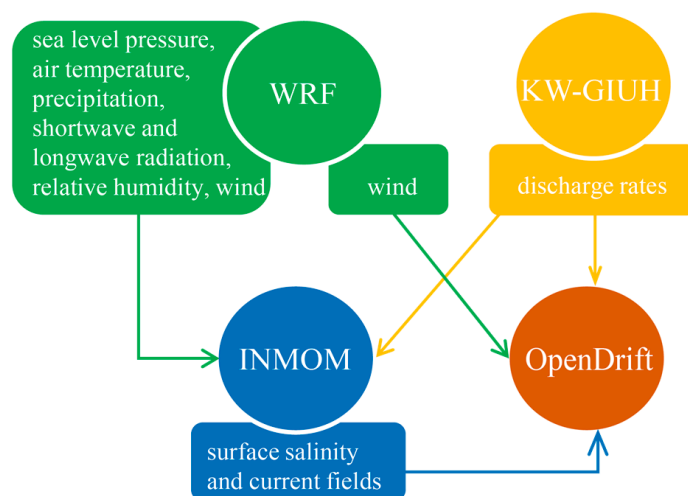 sea level pressure,
air temperature,
precipitation,
shortwave and
longwave radiation,
relative humidity, wind
WRF
wind
KW-GIUH
discharge rates
INMOM
OpenDrift
surface salinity
and current fields